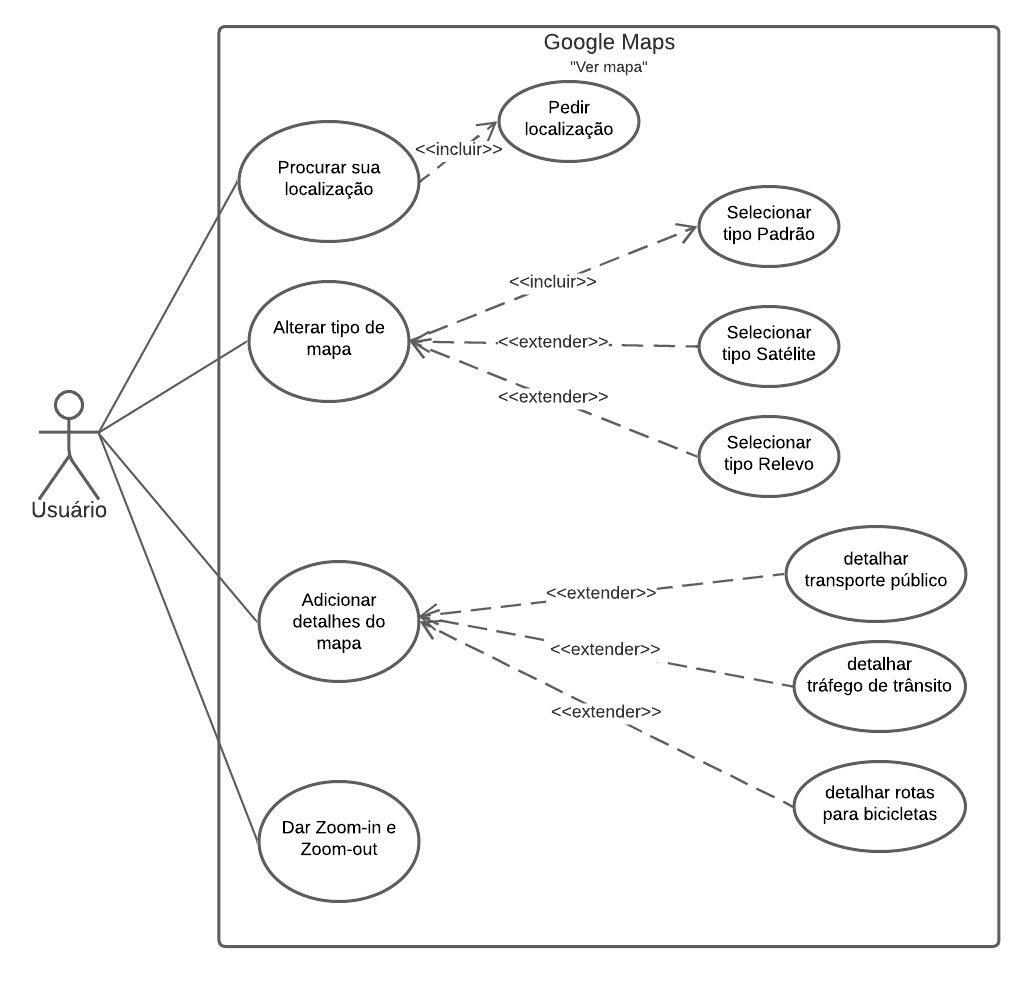 Google Maps
"Ver mapa"
Pedir
localização
<<incluir>>
Procurar sua
localização
Selecionar
tipo Padrão
<<incluir>>
Alterar tipo de
mapa
<<extender>>
Selecionar
tipo Satélite
<<extender>>
Selecionar
tipo Relevo
Usuário
detalhar
transporte público
<<extender>>
Adicionar
detalhes do
mapa
<<extender>>
detalhar
tráfego de trânsito
<<extender>>
detalhar rotas
para bicicletas
Dar Zoom-in e
Zoom-out